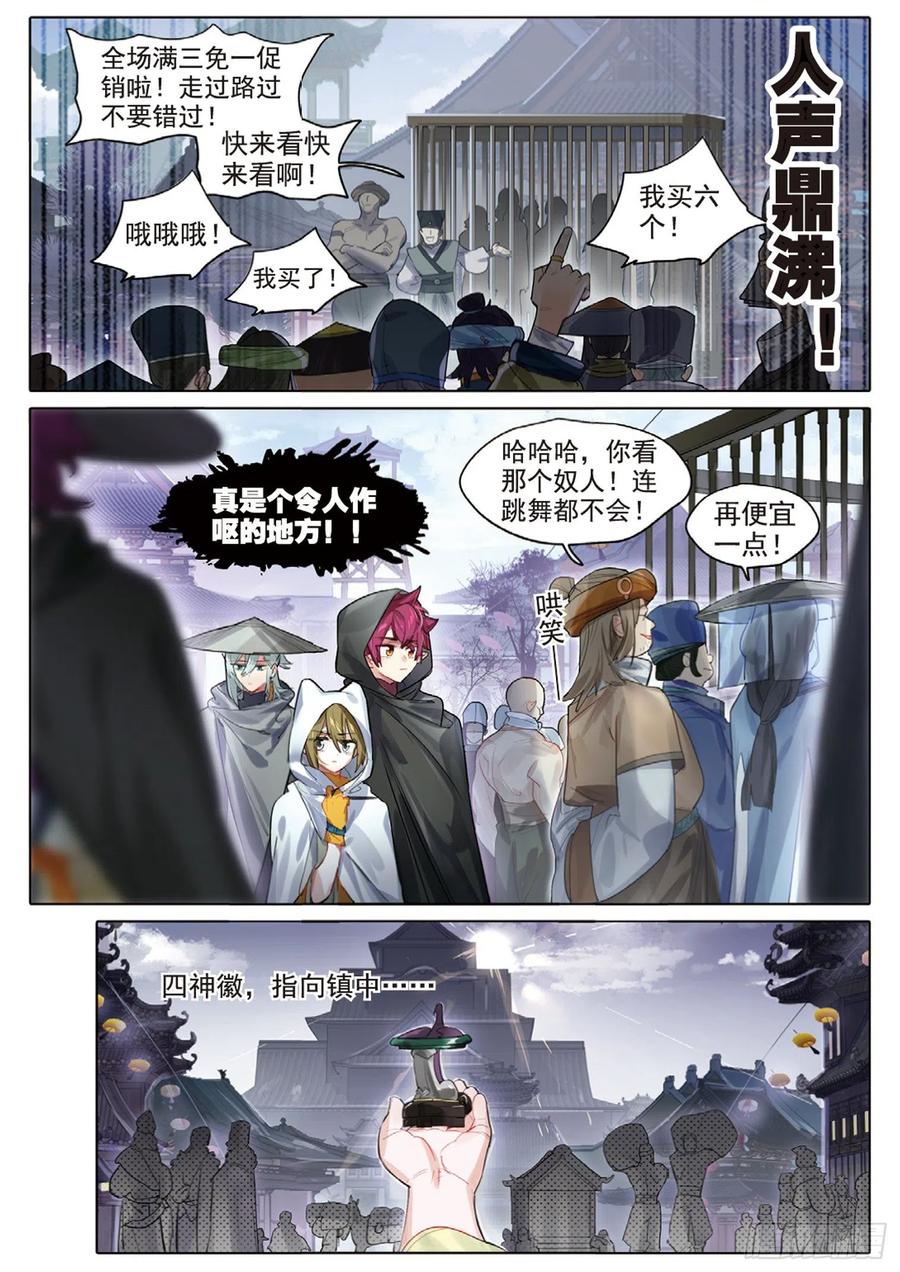 全场满三免一促
销啦！走过路过
不要错过！
快来看快
来看啊！
哦哦哦！
我买了！
我买六
个！
人声鼎沸！
真是个令人作
呕的地方！！
哈哈哈，你看
那个奴人！连
跳舞都不会！
再便宜
一点！
哄笑
四神徽，指向镇中……